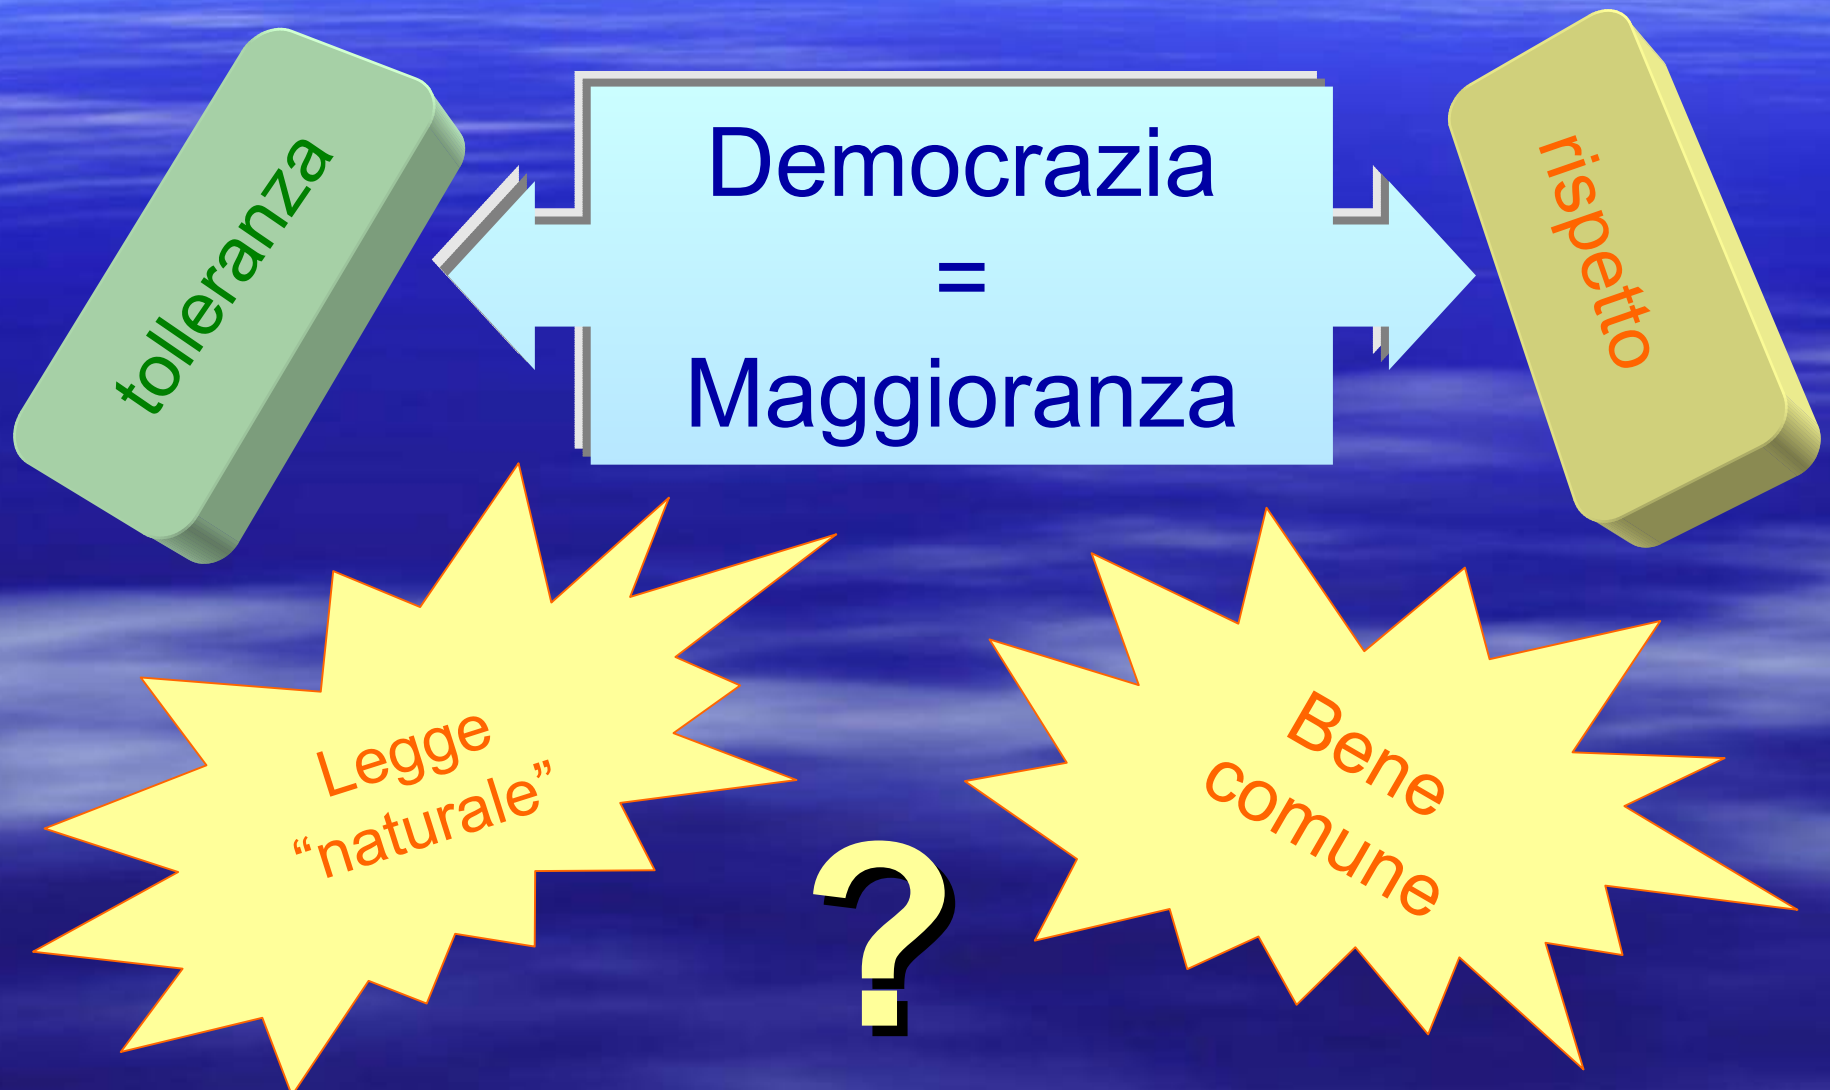 tolleranza
Democrazia
=
Maggioranza
rispetto
Legge
“naturale”
Bene
comune
?